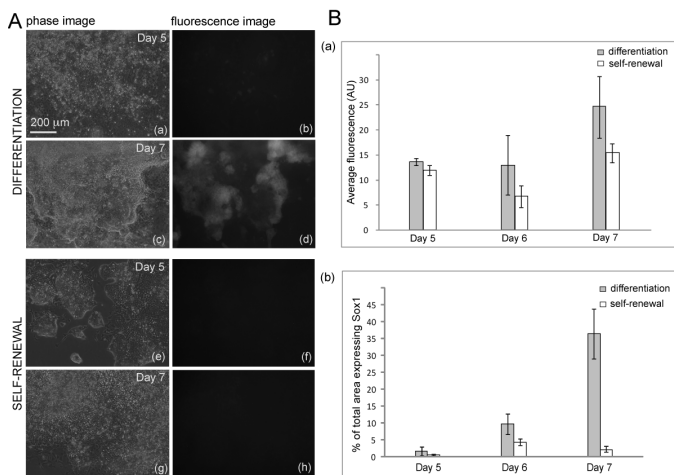 A
phase image
fluorescence image
DIFFERENTIATION
Day 5
200 µm
(a)
(b)
Day 7
(c)
(d)
SELF-RENEWAL
Day 5
(e)
(f)
Day 7
(g)
(h)
B
(a)
differentiation
self-renewal
Average fluorescence (AU)
35
30
25
20
15
10
5
0
Day 5
Day 6
Day 7
(b)
differentiation
self-renewal
% of total area expressing Sox1
50
45
40
35
30
25
20
15
10
5
0
Day 5
Day 6
Day 7